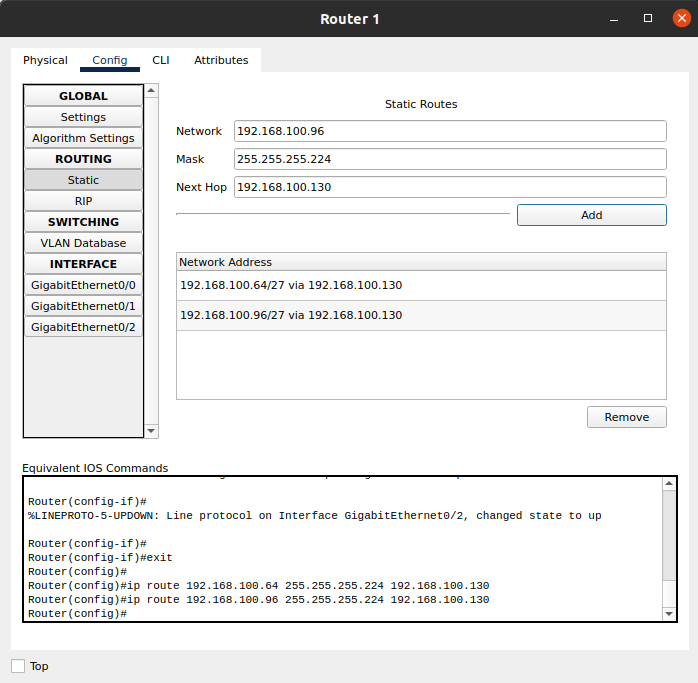 Router 1
Physical Config CLI Attributes
GLOBAL
Settings
Algorithm Settings
ROUTING
Static
RIP
SWITCHING
VLAN Database
INTERFACE
GigabitEthernet0/0
GigabitEthernet0/1
GigabitEthernet0/2
Static Routes
Network 192.168.100.96
Mask 255.255.255.224
Next Hop 192.168.100.130
Add
Network Address
192.168.100.64/27 via 192.168.100.130
192.168.100.96/27 via 192.168.100.130
Remove
Equivalent IOS Commands
Router(config-if)#
%LINEPROTO-5-UPDOWN: Line protocol on Interface GigabitEthernet0/2, changed state to up
Router(config-if)#
Router(config-if)#exit
Router(config)#
Router(config)#ip route 192.168.100.64 255.255.255.224 192.168.100.130
Router(config)#ip route 192.168.100.96 255.255.255.224 192.168.100.130
Router(config)#
Top